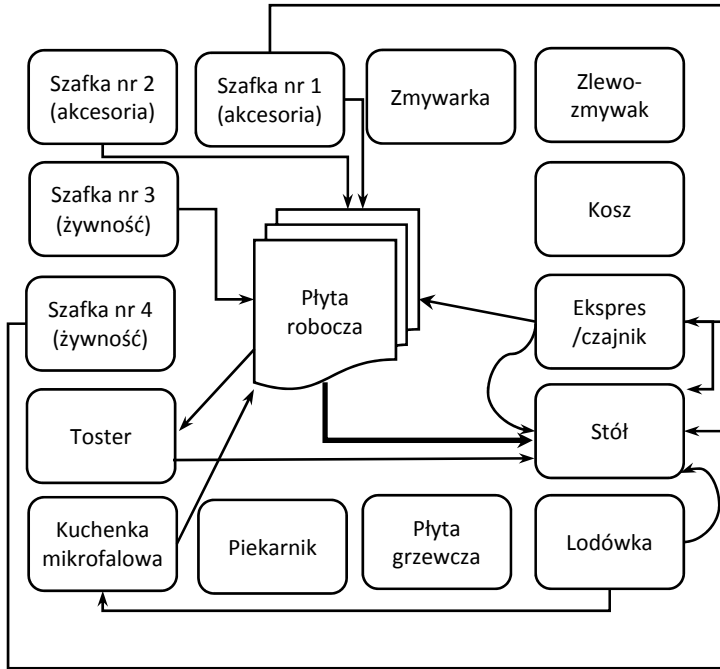 Szafka nr 2
(akcesoria)
Szafka nr 1
(akcesoria)
Zmywarka
Zlewo-
zmywak
Szafka nr 3
(żywność)
Kosz
Szafka nr 4
(żywność)
Płyta
robocza
Ekspres
/czajnik
Toster
Stół
Kuchenka
mikrofalowa
Piekarnik
Płyta
grzewcza
Lodówka